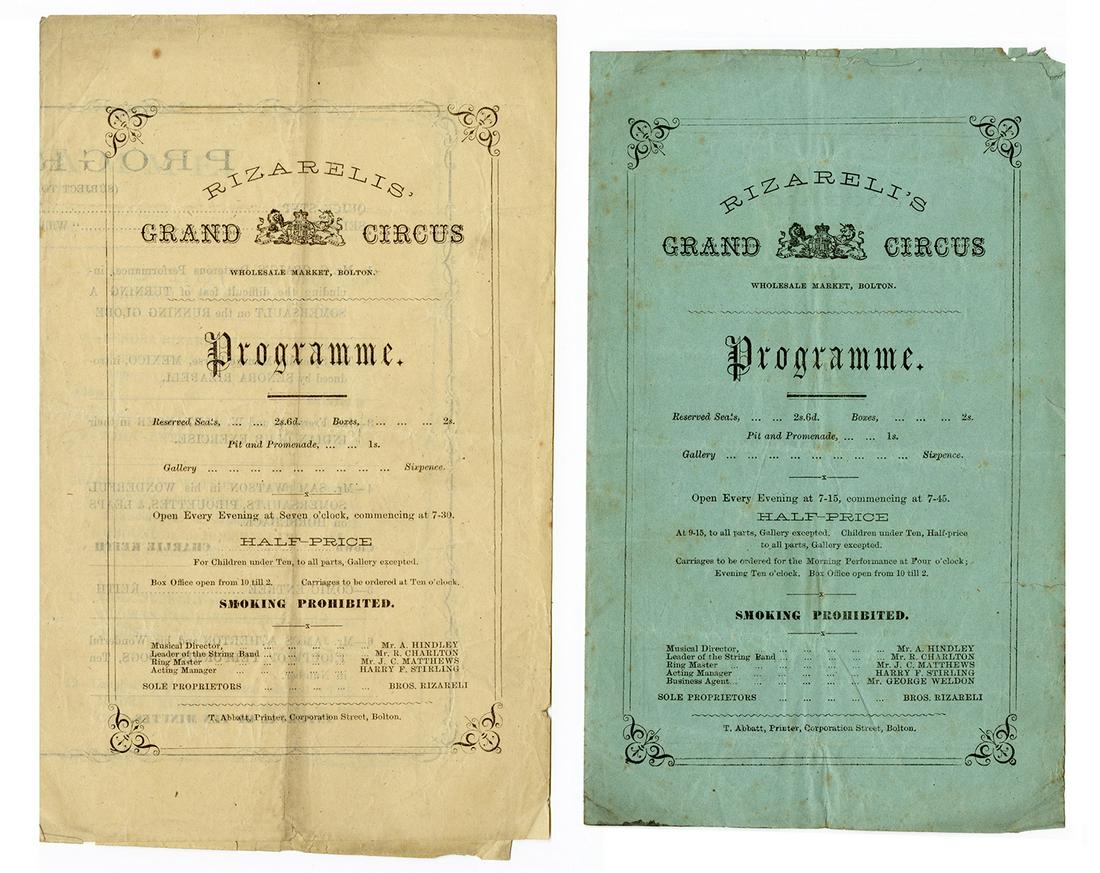 RIZARELIS'
GRAND CIRCUS
WHOLESALE MARKET, BOLTON.
Programme.
Reserved Seats, ... ... 2s.6d. Boxes, ... ... ... 2s.
Pit and Promenade, ... ... 1s.
Gallery ... ... ... ... ... ... ... ... ... Sixpence.
x
Open Every Evening at Seven o'clock, commencing at 7-30.
HALF-PRICE
For Children under Ten, to all parts, Gallery excepted.
Box Office open from 10 till 2. Carriages to be ordered at Ten o'clock.
SMOKING PROHIBITED.
x
Musical Director, ... ... ... ... Mr. A. HINDLEY
Leader of the String Band ... ... ... ... Mr. R. CHARLTON
Ring Master ... ... ... ... ... Mr. J. C. MATTHEWS
Acting Manager ... ... ... ... ... HARRY F. STIRLING
SOLE PROPRIETORS ... ... ... ... BROS. RIZARELI
T. Abbatt, Printer, Corporation Street, Bolton.
RIZARELI'S
GRAND CIRCUS
WHOLESALE MARKET, BOLTON.
Programme.
Reserved Seats, ... ... 2s.6d. Boxes, ... ... ... 2s.
Pit and Promenade, ... ... 1s.
Gallery ... ... ... ... ... ... ... ... ... Sixpence.
x
Open Every Evening at 7-15, commencing at 7-45.
HALF-PRICE
At 9-15, to all parts, Gallery excepted. Children under Ten, Half-price
to all parts, Gallery excepted.
Carriages to be ordered for the Morning Performance at Four o'clock;
Evening Ten o'clock. Box Office open from 10 till 2.
x
SMOKING PROHIBITED.
x
Musical Director, ... ... ... ... Mr. A. HINDLEY
Leader of the String Band ... ... ... ... Mr. R. CHARLTON
Ring Master ... ... ... ... ... Mr. J. C. MATTHEWS
Acting Manager ... ... ... ... HARRY F. STIRLING
Business Agent... ... ... ... ... Mr. GEORGE WELDON
SOLE PROPRIETORS ... ... ... ... BROS. RIZARELI
T. Abbatt, Printer, Corporation Street, Bolton.